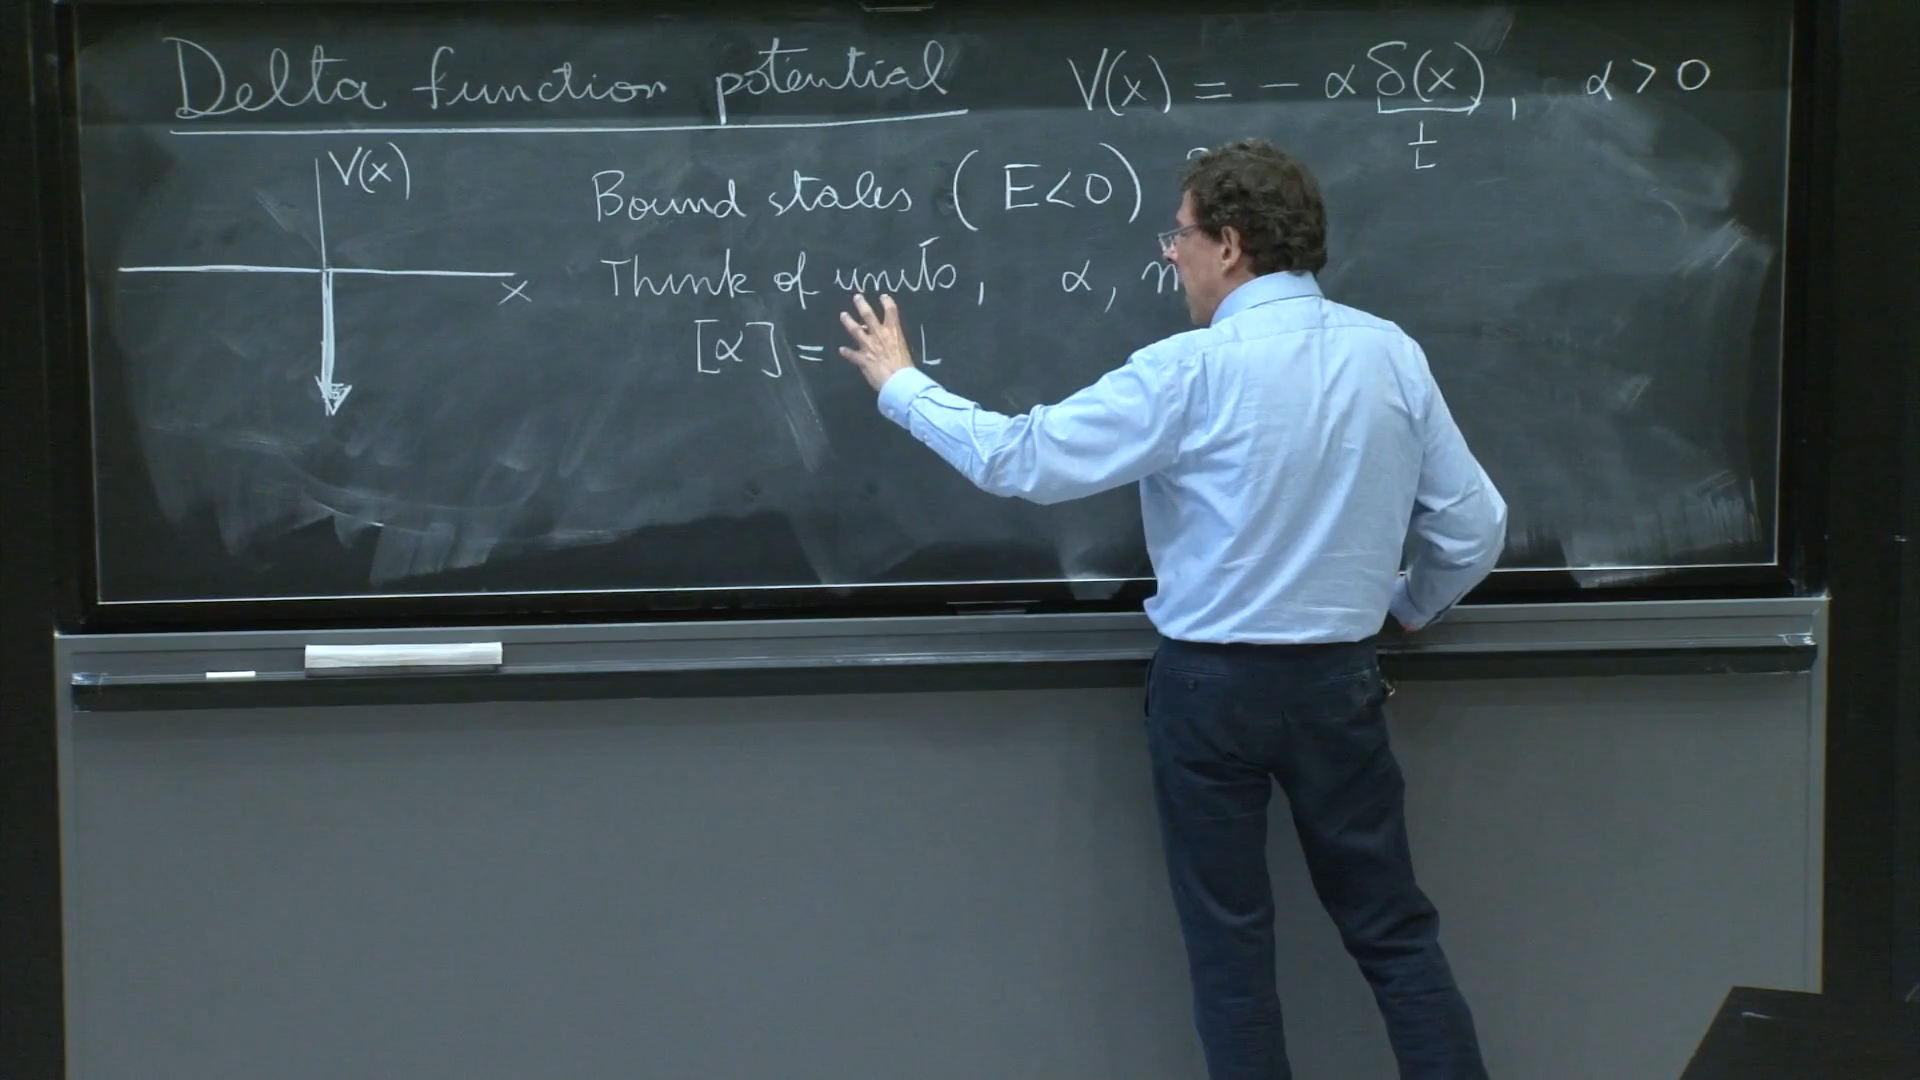 Delta function potential V(x) = - α δ(x), α > 0
1/L
V(x)
Bound states (E<0)
x
Think of units, α, m
[α] = L